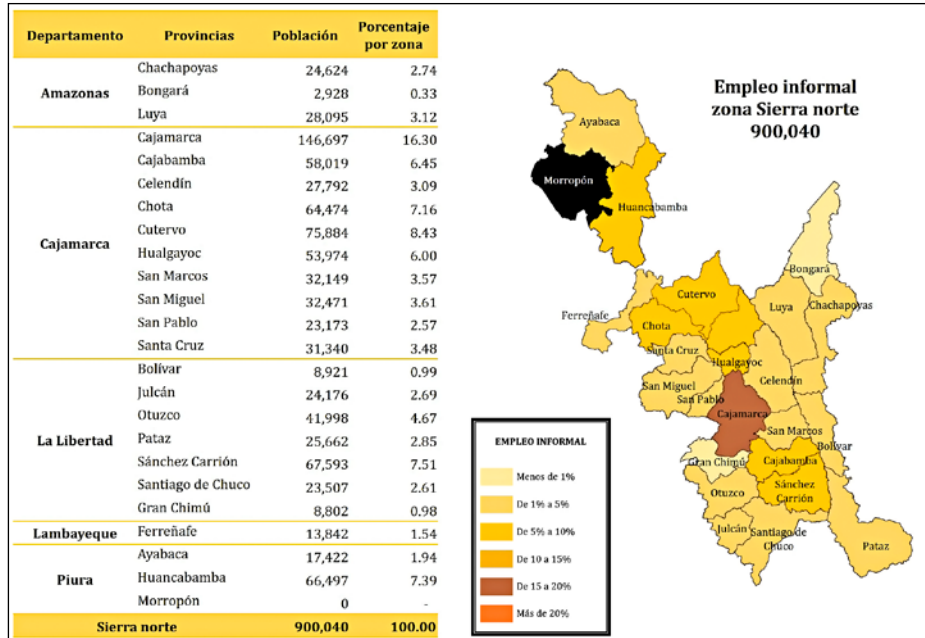 Departamento Provincias Población Porcentaje por zona
Amazonas
Chachapoyas 24,624 2.74
Bongará 2,928 0.33
Luya 28,095 3.12
Cajamarca
Cajamarca 146,697 16.30
Cajabamba 58,019 6.45
Celendín 27,792 3.09
Chota 64,474 7.16
Cutervo 75,884 8.43
Hualgayoc 53,974 6.00
San Marcos 32,149 3.57
San Miguel 32,471 3.61
San Pablo 23,173 2.57
Santa Cruz 31,340 3.48
La Libertad
Bolívar 8,921 0.99
Julcán 24,176 2.69
Otuzco 41,998 4.67
Pataz 25,662 2.85
Sánchez Carrión 67,593 7.51
Santiago de Chuco 23,507 2.61
Gran Chimú 8,802 0.98
Lambayeque
Ferreñafe 13,842 1.54
Piura
Ayabaca 17,422 1.94
Huancabamba 66,497 7.39
Morropón 0 -
Sierra norte 900,040 100.00
Empleo informal
zona Sierra norte
900,040
Ayabaca
Morropón
Huancabamba
Bongará
Cutervo
Luya
Chachapoyas
Ferreñafe
Chota
Santa Cruz
Hualgayoc
Celendín
San Miguel
San Pablo
Cajamarca
San Marcos
Bolívar
Gran Chimú
Cajabamba
Sánchez
Carrión
Otuzco
Julcán
Santiago de
Chuco
Pataz
EMPLEO INFORMAL
Menos de 1%
De 1% a 5%
De 5% a 10%
De 10 a 15%
De 15 a 20%
Más de 20%